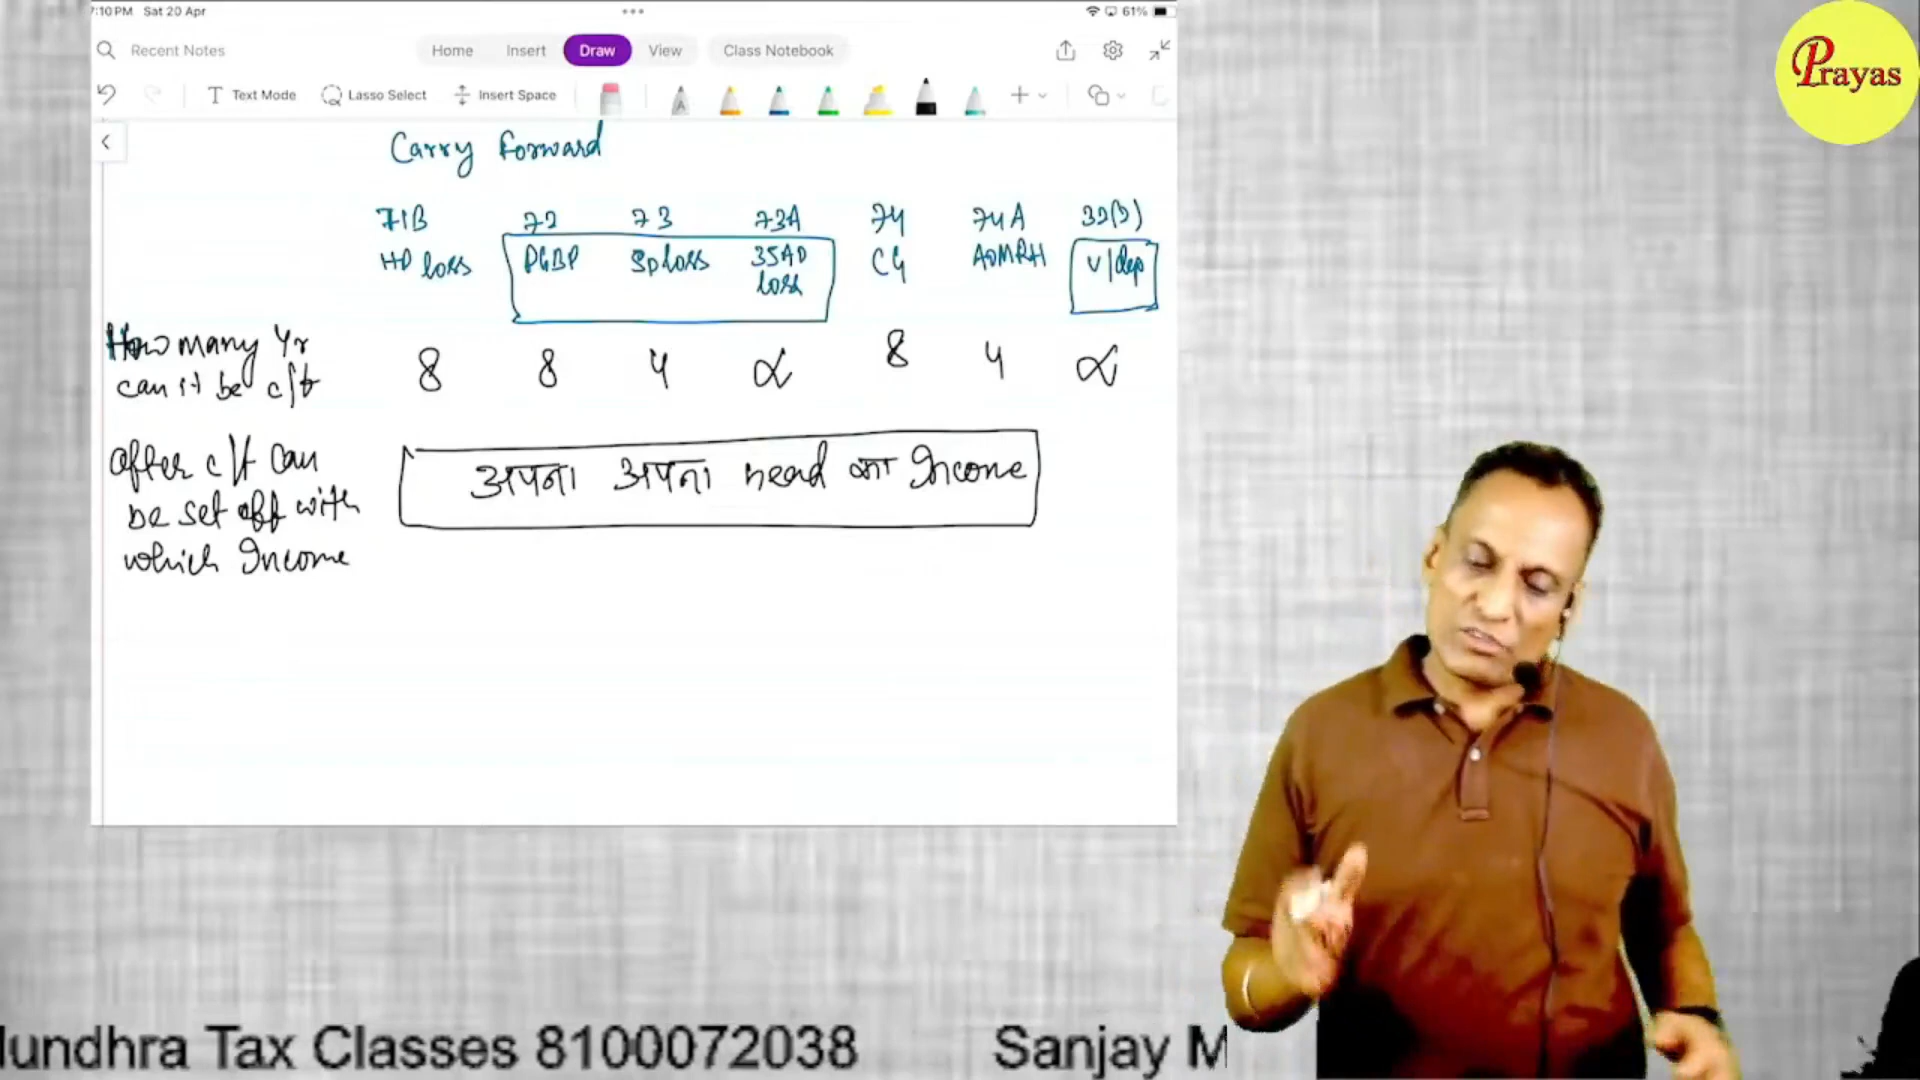 7:10PM Sat 20 Apr
61%
Prayas
Recent Notes
Home Insert Draw View Class Notebook
Text Mode Lasso Select Insert Space
Carry Forward
71B 72 73 73A 74 74A 32(2)
HP loss PGBP SP loss 35AD loss CG AOMRH u/dep
How many Yr
can it be c/f
8 8 4 ∝ 8 4 ∝
after c/f can
be set off with
which Income
अपना अपना head का Income
undhra Tax Classes 8100072038 Sanjay M